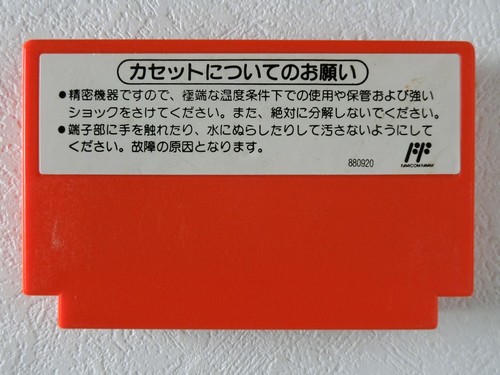 カセットについてのお願い
●精密機器ですので、極端な温度条件下での使用や保管および強い
ショックをさけてください。また、絶対に分解しないでください。
●端子部に手を触れたり、水にぬらしたりして汚さないようにして
ください。故障の原因となります。
880920
FAMICOM FAMILY